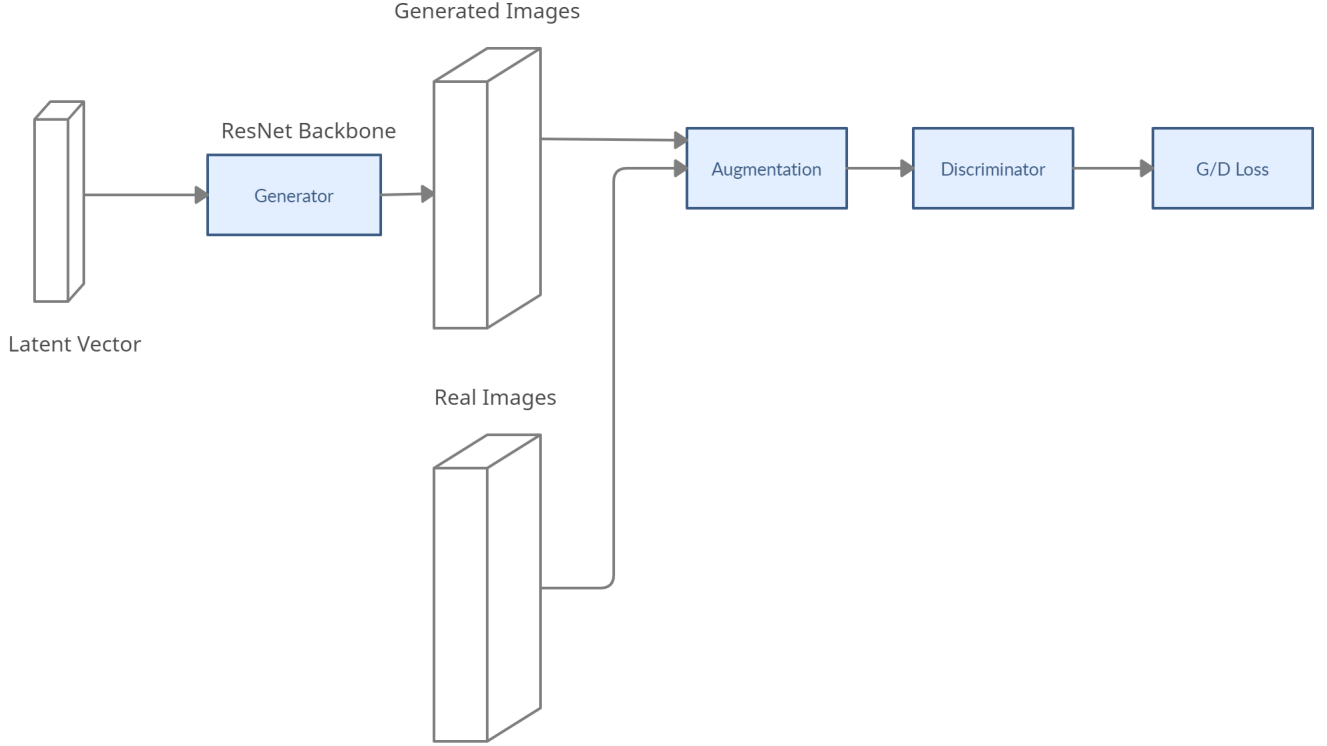 Generated Images
ResNet Backbone
Generator
Augmentation
Discriminator
G/D Loss
Latent Vector
Real Images